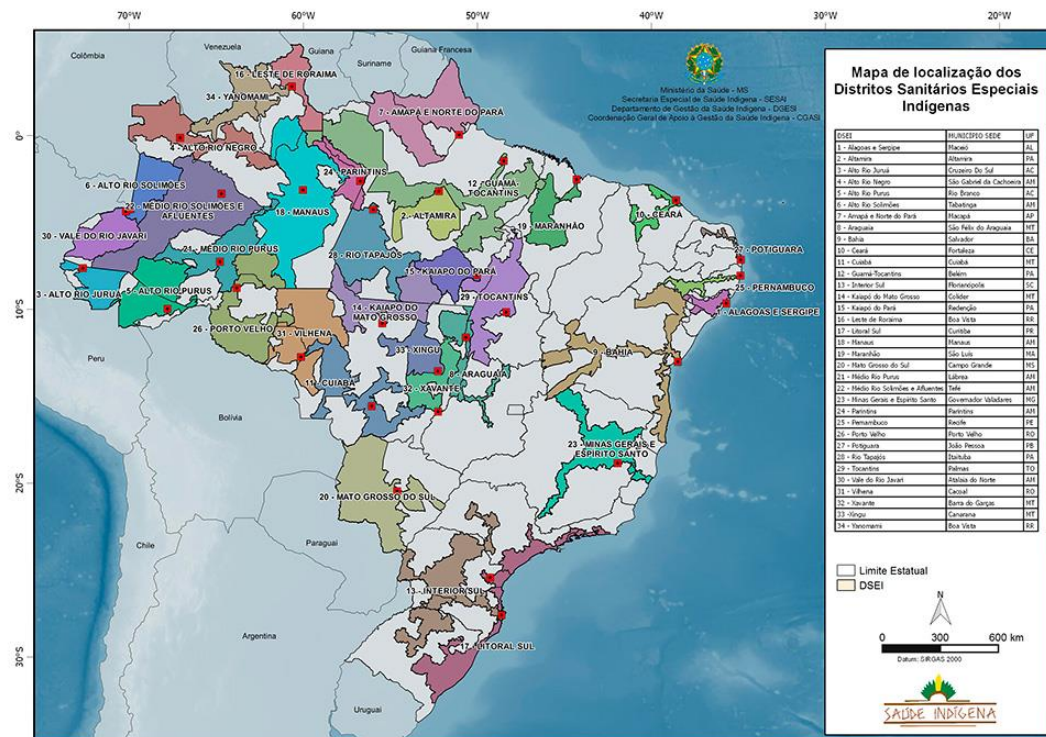 70°W
60°W
50°W
40°W
30°W
20°W
Colômbia
Venezuela
Guiana
Suriname
Guiana Francesa
Peru
Bolívia
Chile
Paraguai
Argentina
Uruguai
0°
10°S
20°S
30°S
0°
10°S
20°S
30°S
Ministério da Saúde - MS
Secretaria Especial de Saúde Indígena - SESAI
Departamento de Gestão da Saúde Indígena - DGESI
Coordenação Geral de Apoio à Gestão da Saúde Indígena - CGASI
16 - LESTE DE RORAIMA
34 - YANOMAMI
7 - AMAPÁ E NORTE DO PARÁ
4 - ALTO RIO NEGRO
24 - PARINTINS
6 - ALTO RIO SOLIMÕES
12 - GUAMÁ-
TOCANTINS
22 - MÉDIO RIO SOLIMÕES E
AFLUENTES
18 - MANAUS
2 - ALTAMIRA
10 - CEARÁ
19 - MARANHÃO
30 - VALE DO RIO JAVARI
21 - MÉDIO RIO PURUS
28 - RIO TAPAJÓS
27 - POTIGUARA
15 - KAIAPÓ DO PARÁ
3 - ALTO RIO JURUÁ
5 - ALTO RIO PURUS
29 - TOCANTINS
25 - PERNAMBUCO
14 - KAIAPÓ DO
MATO GROSSO
1 - ALAGOAS E SERGIPE
26 - PORTO VELHO
31 - VILHENA
33 - XINGU
9 - BAHIA
8 - ARAGUAIA
11 - CUIABÁ
32 - XAVANTE
23 - MINAS GERAIS E
ESPÍRITO SANTO
20 - MATO GROSSO DO SUL
13 - INTERIOR SUL
17 - LITORAL SUL
Mapa de localização dos
Distritos Sanitários Especiais
Indígenas
DSEI MUNICÍPIO SEDE UF
1 - Alagoas e Sergipe Maceió AL
2 - Altamira Altamira PA
3 - Alto Rio Juruá Cruzeiro Do Sul AC
4 - Alto Rio Negro São Gabriel da Cachoeira AM
5 - Alto Rio Purus Rio Branco AC
6 - Alto Rio Solimões Tabatinga AM
7 - Amapá e Norte do Pará Macapá AP
8 - Araguaia São Félix do Araguaia MT
9 - Bahia Salvador BA
10 - Ceará Fortaleza CE
11 - Cuiabá Cuiabá MT
12 - Guamá-Tocantins Belém PA
13 - Interior Sul Florianópolis SC
14 - Kaiapó do Mato Grosso Colíder MT
15 - Kaiapó do Pará Redenção PA
16 - Leste de Roraima Boa Vista RR
17 - Litoral Sul Curitiba PR
18 - Manaus Manaus AM
19 - Maranhão São Luís MA
20 - Mato Grosso do Sul Campo Grande MS
21 - Médio Rio Purus Lábrea AM
22 - Médio Rio Solimões e Afluentes Tefé AM
23 - Minas Gerais e Espírito Santo Governador Valadares MG
24 - Parintins Parintins AM
25 - Pernambuco Recife PE
26 - Porto Velho Porto Velho RO
27 - Potiguara João Pessoa PB
28 - Rio Tapajós Itaituba PA
29 - Tocantins Palmas TO
30 - Vale do Rio Javari Atalaia do Norte AM
31 - Vilhena Cacoal RO
32 - Xavante Barra do Garças MT
33 -Xingu Canarana MT
34 - Yanomami Boa Vista RR
Limite Estatual
DSEI
N
0 300 600 km
Datum: SIRGAS 2000
SAÚDE INDÍGENA